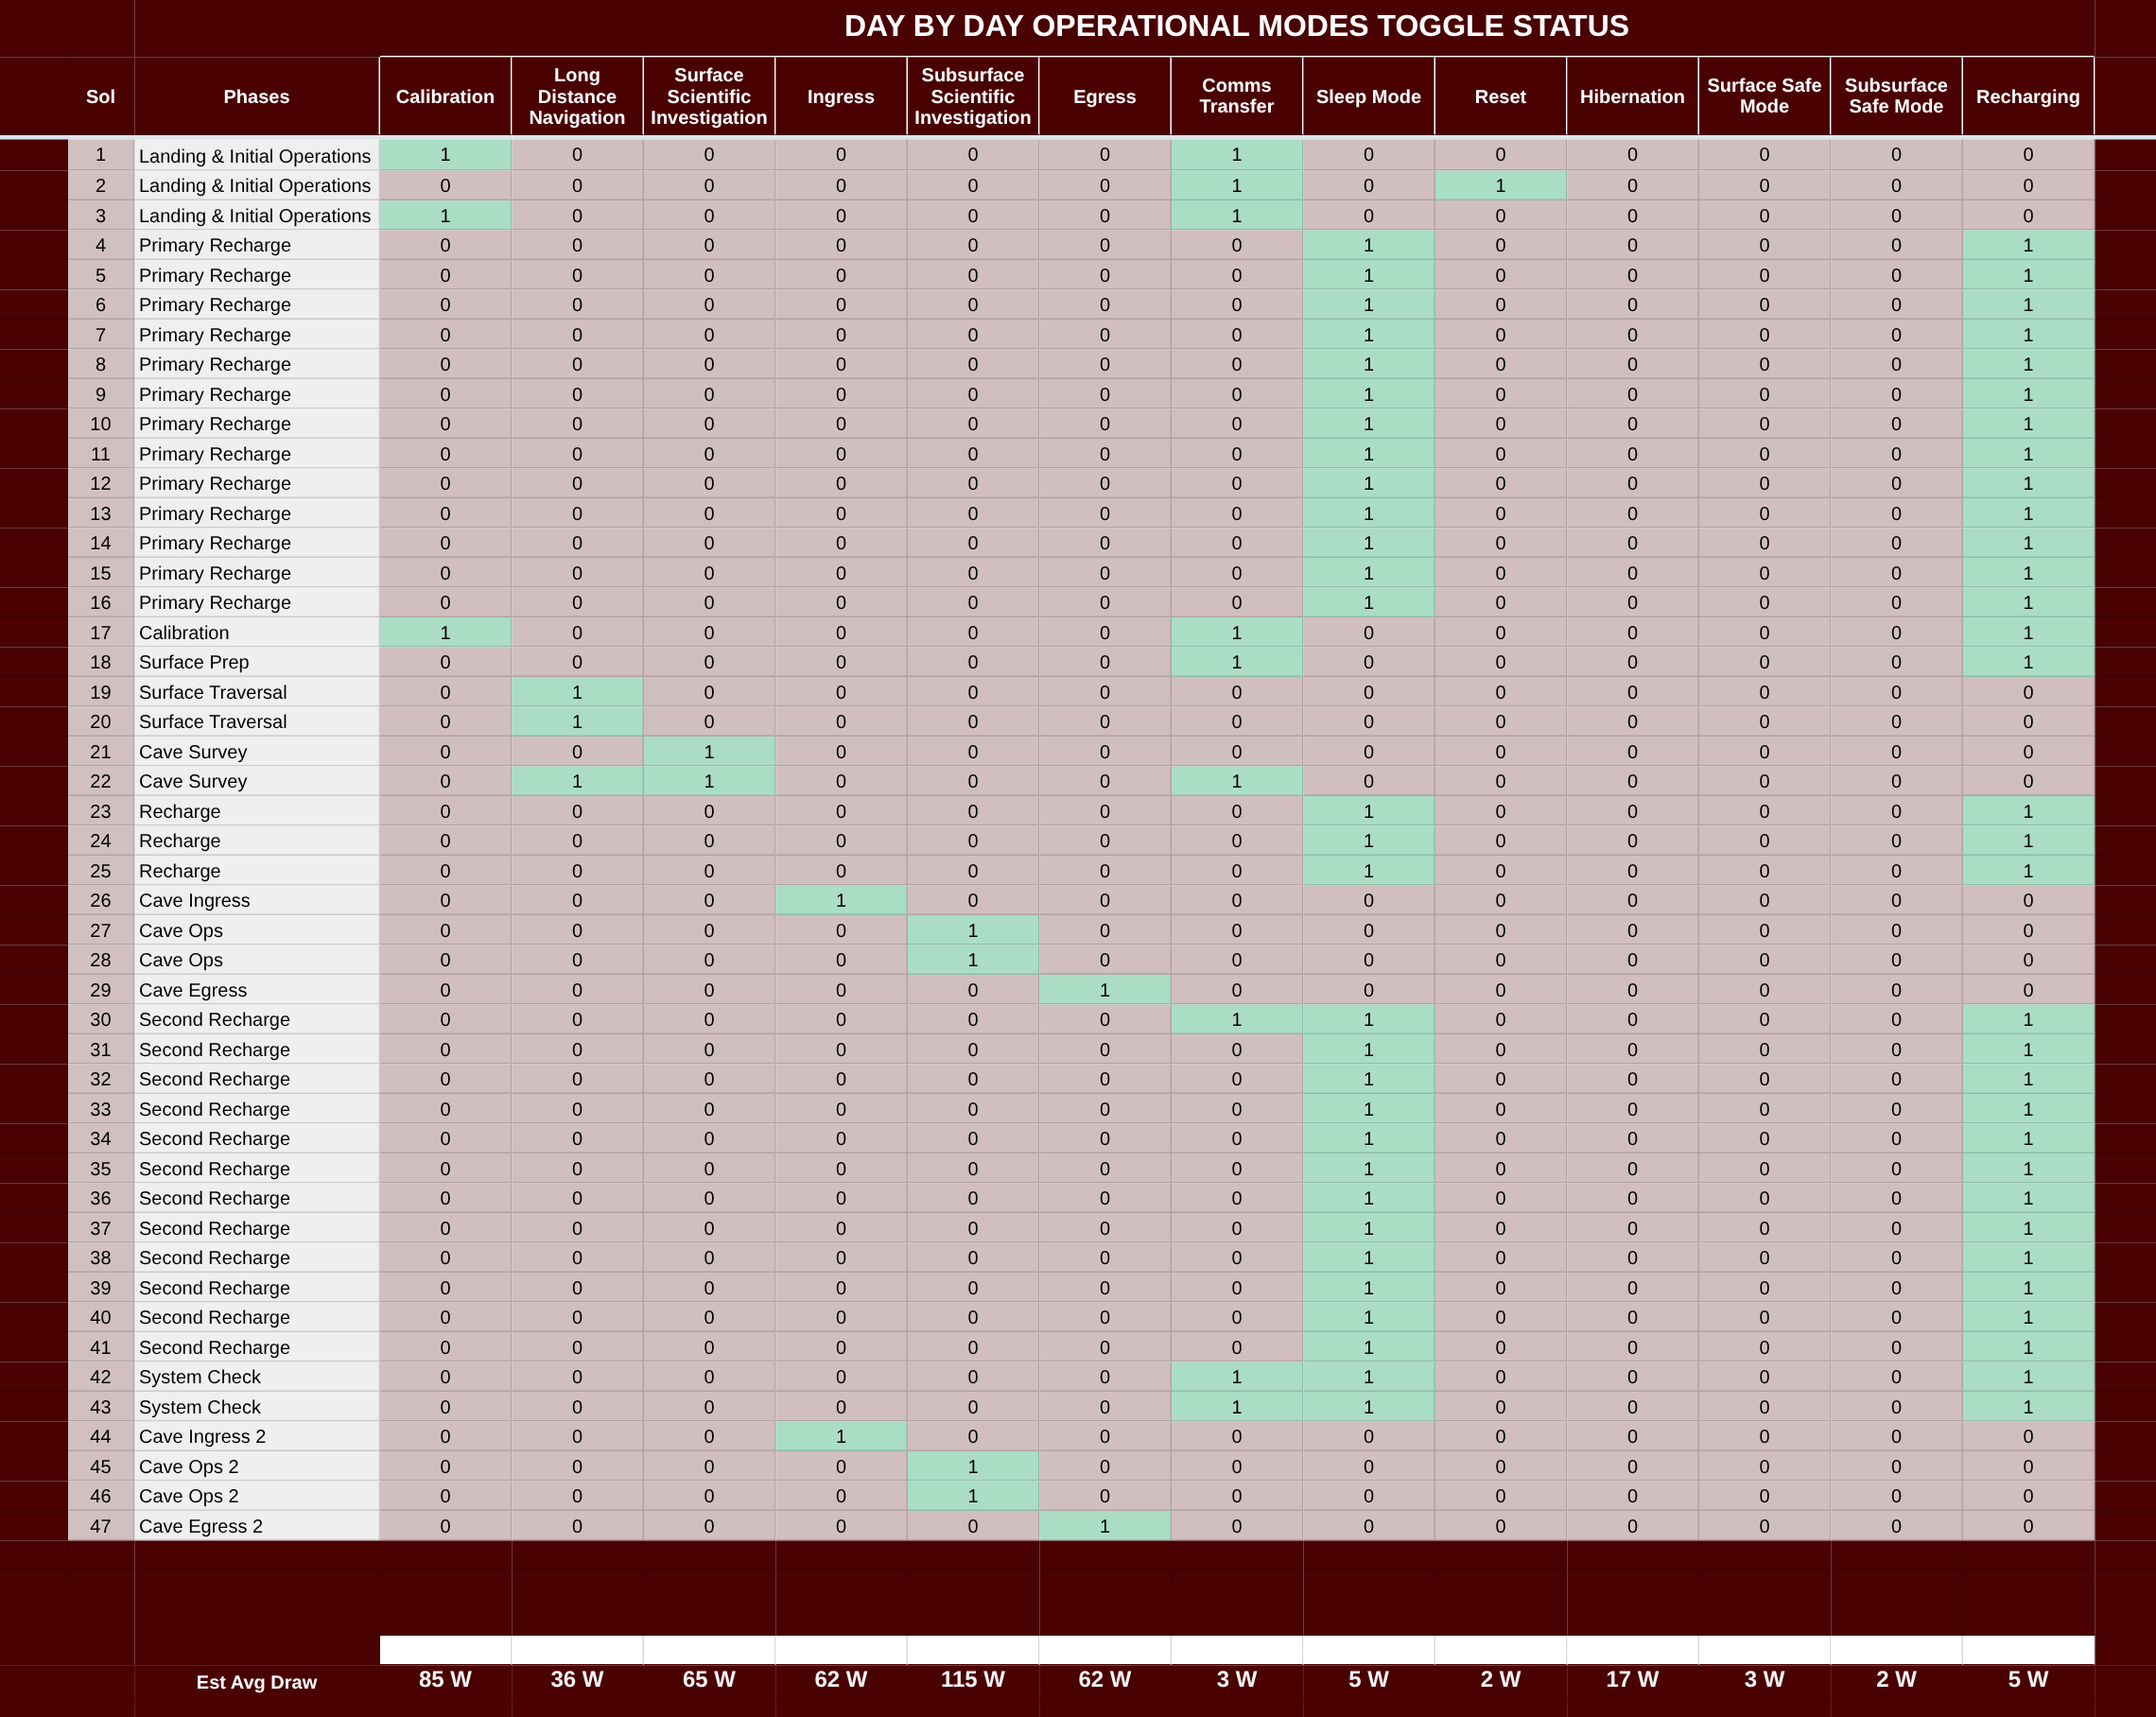 DAY BY DAY OPERATIONAL MODES TOGGLE STATUS
Sol Phases Calibration Long Distance Navigation Surface Scientific Investigation Ingress Subsurface Scientific Investigation Egress Comms Transfer Sleep Mode Reset Hibernation Surface Safe Mode Subsurface Safe Mode Recharging
1 Landing & Initial Operations 1 0 0 0 0 0 1 0 0 0 0 0 0
2 Landing & Initial Operations 0 0 0 0 0 0 1 0 1 0 0 0 0
3 Landing & Initial Operations 1 0 0 0 0 0 1 0 0 0 0 0 0
4 Primary Recharge 0 0 0 0 0 0 0 1 0 0 0 0 1
5 Primary Recharge 0 0 0 0 0 0 0 1 0 0 0 0 1
6 Primary Recharge 0 0 0 0 0 0 0 1 0 0 0 0 1
7 Primary Recharge 0 0 0 0 0 0 0 1 0 0 0 0 1
8 Primary Recharge 0 0 0 0 0 0 0 1 0 0 0 0 1
9 Primary Recharge 0 0 0 0 0 0 0 1 0 0 0 0 1
10 Primary Recharge 0 0 0 0 0 0 0 1 0 0 0 0 1
11 Primary Recharge 0 0 0 0 0 0 0 1 0 0 0 0 1
12 Primary Recharge 0 0 0 0 0 0 0 1 0 0 0 0 1
13 Primary Recharge 0 0 0 0 0 0 0 1 0 0 0 0 1
14 Primary Recharge 0 0 0 0 0 0 0 1 0 0 0 0 1
15 Primary Recharge 0 0 0 0 0 0 0 1 0 0 0 0 1
16 Primary Recharge 0 0 0 0 0 0 0 1 0 0 0 0 1
17 Calibration 1 0 0 0 0 0 1 0 0 0 0 0 1
18 Surface Prep 0 0 0 0 0 0 1 0 0 0 0 0 1
19 Surface Traversal 0 1 0 0 0 0 0 0 0 0 0 0 0
20 Surface Traversal 0 1 0 0 0 0 0 0 0 0 0 0 0
21 Cave Survey 0 0 1 0 0 0 0 0 0 0 0 0 0
22 Cave Survey 0 1 1 0 0 0 1 0 0 0 0 0 0
23 Recharge 0 0 0 0 0 0 0 1 0 0 0 0 1
24 Recharge 0 0 0 0 0 0 0 1 0 0 0 0 1
25 Recharge 0 0 0 0 0 0 0 1 0 0 0 0 1
26 Cave Ingress 0 0 0 1 0 0 0 0 0 0 0 0 0
27 Cave Ops 0 0 0 0 1 0 0 0 0 0 0 0 0
28 Cave Ops 0 0 0 0 1 0 0 0 0 0 0 0 0
29 Cave Egress 0 0 0 0 0 1 0 0 0 0 0 0 0
30 Second Recharge 0 0 0 0 0 0 1 1 0 0 0 0 1
31 Second Recharge 0 0 0 0 0 0 0 1 0 0 0 0 1
32 Second Recharge 0 0 0 0 0 0 0 1 0 0 0 0 1
33 Second Recharge 0 0 0 0 0 0 0 1 0 0 0 0 1
34 Second Recharge 0 0 0 0 0 0 0 1 0 0 0 0 1
35 Second Recharge 0 0 0 0 0 0 0 1 0 0 0 0 1
36 Second Recharge 0 0 0 0 0 0 0 1 0 0 0 0 1
37 Second Recharge 0 0 0 0 0 0 0 1 0 0 0 0 1
38 Second Recharge 0 0 0 0 0 0 0 1 0 0 0 0 1
39 Second Recharge 0 0 0 0 0 0 0 1 0 0 0 0 1
40 Second Recharge 0 0 0 0 0 0 0 1 0 0 0 0 1
41 Second Recharge 0 0 0 0 0 0 0 1 0 0 0 0 1
42 System Check 0 0 0 0 0 0 1 1 0 0 0 0 1
43 System Check 0 0 0 0 0 0 1 1 0 0 0 0 1
44 Cave Ingress 2 0 0 0 1 0 0 0 0 0 0 0 0 0
45 Cave Ops 2 0 0 0 0 1 0 0 0 0 0 0 0 0
46 Cave Ops 2 0 0 0 0 1 0 0 0 0 0 0 0 0
47 Cave Egress 2 0 0 0 0 0 1 0 0 0 0 0 0 0
Est Avg Draw 85 W 36 W 65 W 62 W 115 W 62 W 3 W 5 W 2 W 17 W 3 W 2 W 5 W